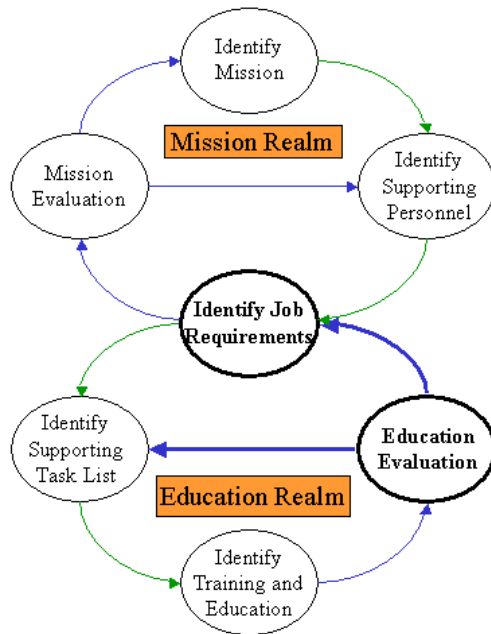 Identify
Mission
Mission Realm
Mission
Evaluation
Identify
Supporting
Personnel
Identify Job
Requirements
Identify
Supporting
Task List
Education
Evaluation
Education Realm
Identify
Training and
Education